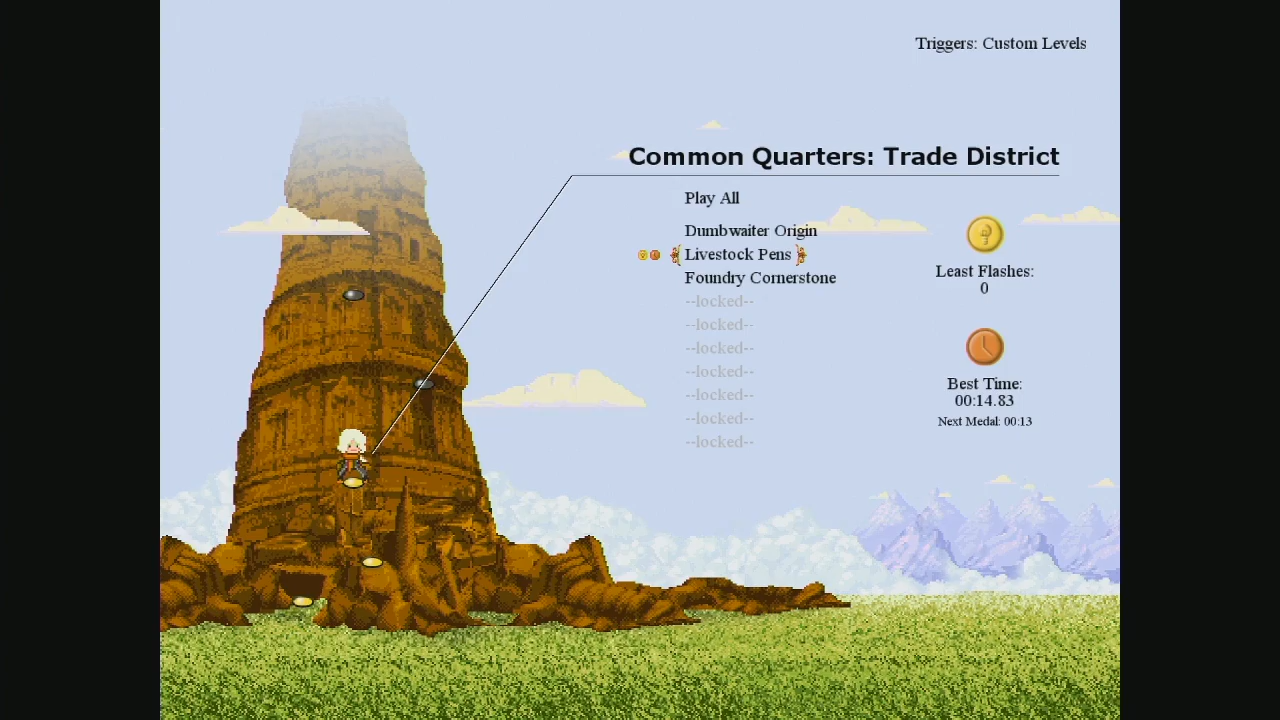 Triggers: Custom Levels
Common Quarters: Trade District
Play All
Dumbwaiter Origin
Livestock Pens
Foundry Cornerstone
--locked--
--locked--
--locked--
--locked--
--locked--
--locked--
--locked--
Least Flashes:
0
Best Time:
00:14.83
Next Medal: 00:13